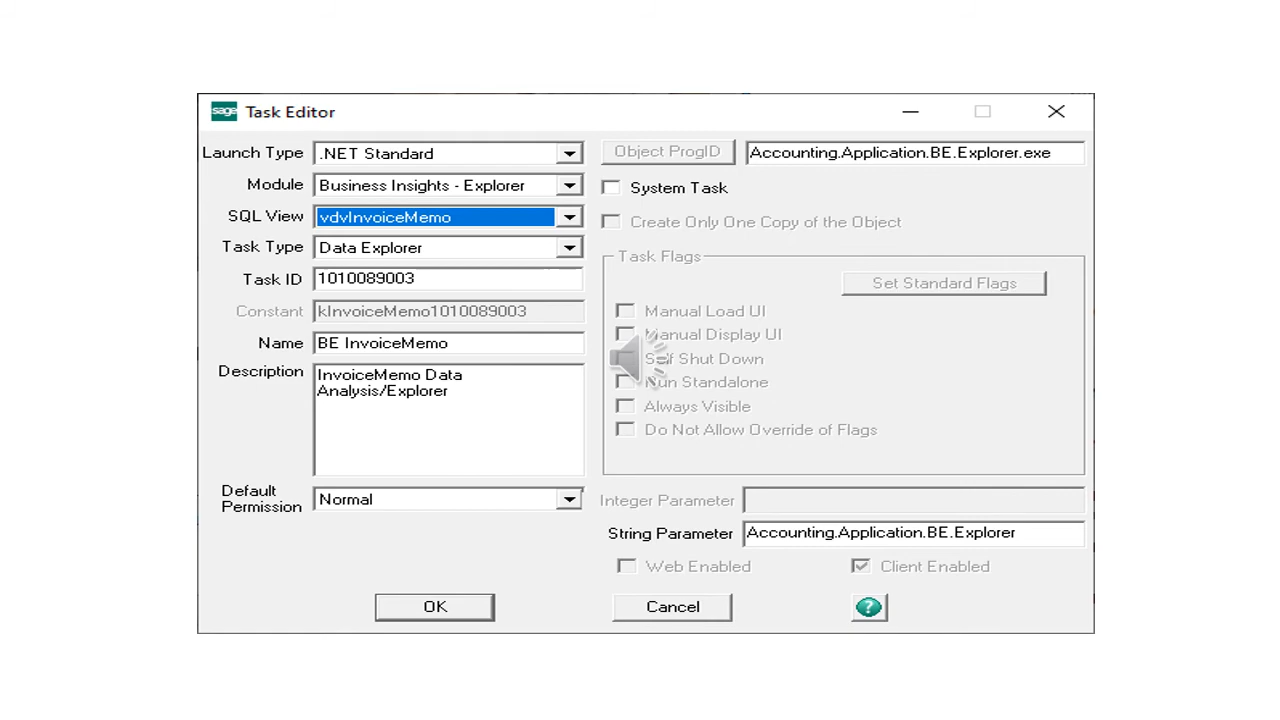 sage Task Editor
Launch Type .NET Standard Object ProgID Accounting.Application.BE.Explorer.exe
Module Business Insights - Explorer System Task
SQL View vdvInvoiceMemo Create Only One Copy of the Object
Task Type Data Explorer Task Flags
Task ID 1010089003 Set Standard Flags
Constant kInvoiceMemo1010089003 Manual Load UI
Manual Display UI
Name BE InvoiceMemo
Self Shut Down
Description InvoiceMemo Data
Analysis/Explorer
Run Standalone
Always Visible
Do Not Allow Override of Flags
Default
Permission Normal
Integer Parameter
String Parameter Accounting.Application.BE.Explorer
Web Enabled Client Enabled
OK Cancel ?